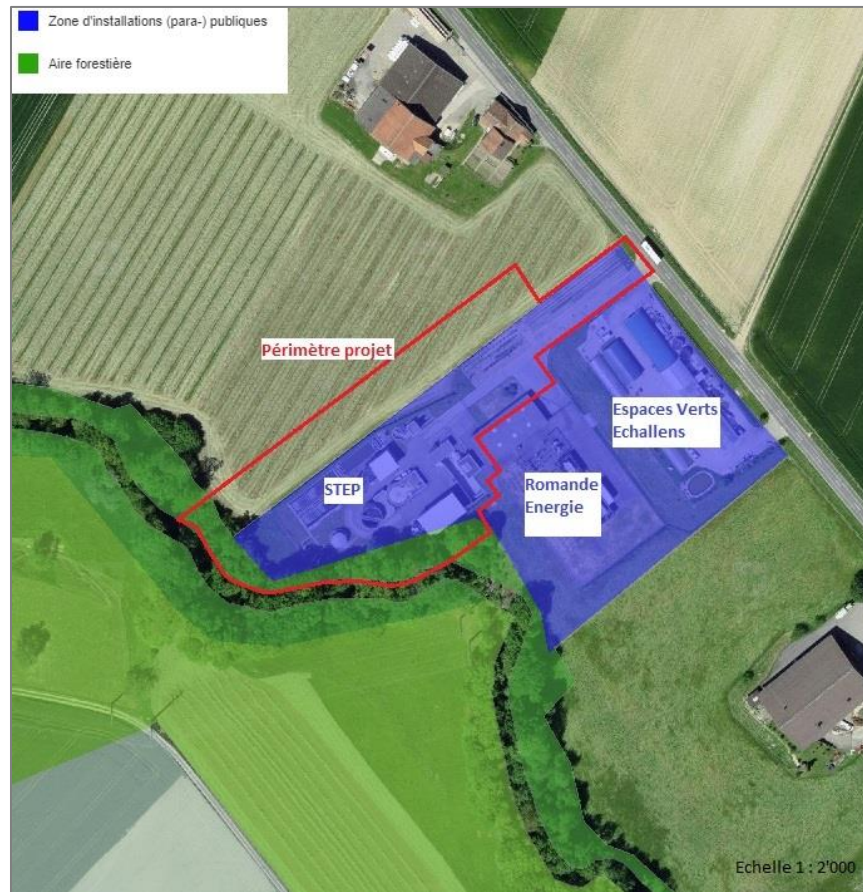 Zone d'installations (para-) publiques
Aire forestière
Périmètre projet
Espaces Verts
Echallens
STEP
Romande
Energie
Echelle 1 : 2'000